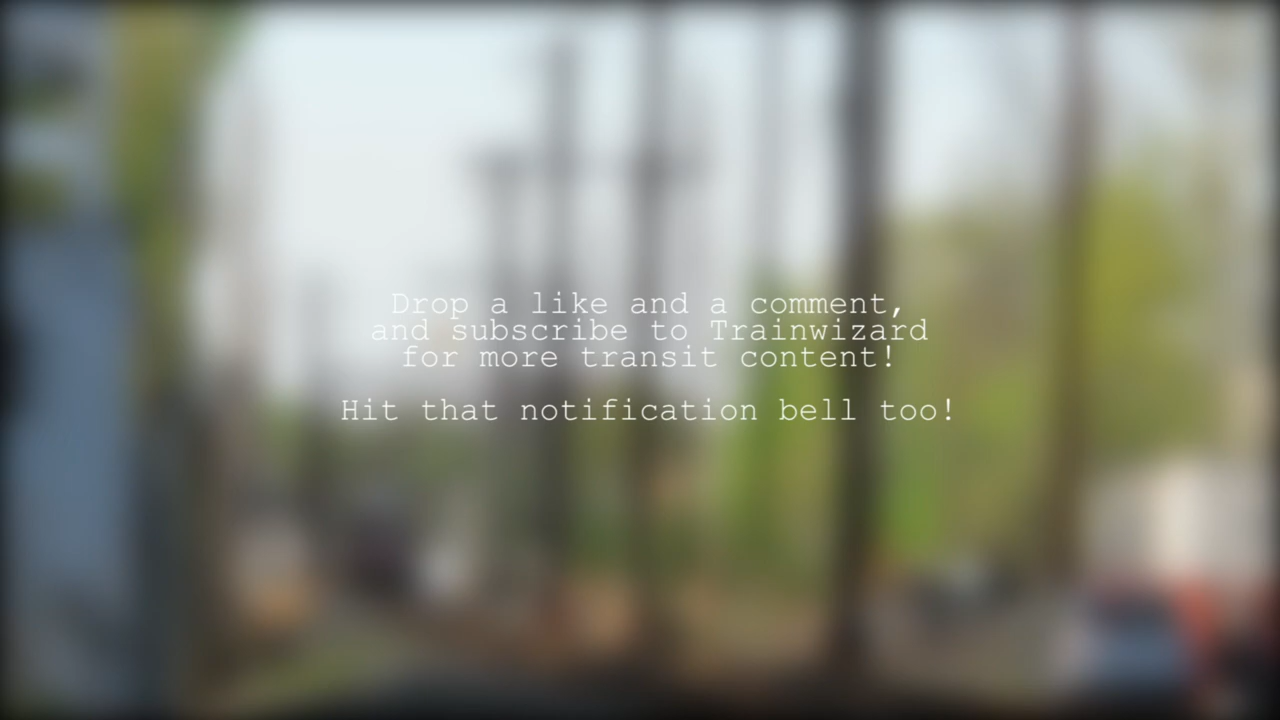 Drop a like and a comment,
and subscribe to Trainwizard
for more transit content!
Hit that notification bell too!